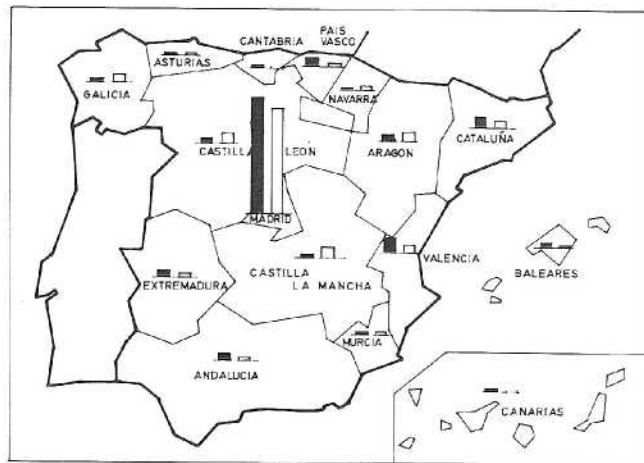 PAIS
CANTABRIA VASCO
ASTURIAS
GALICIA
NAVARRA
CATALUÑA
CASTILLA LEON
ARAGON
MADRID
VALENCIA
BALEARES
EXTREMADURA
CASTILLA
LA MANCHA
MURCIA
ANDALUCIA
CANARIAS